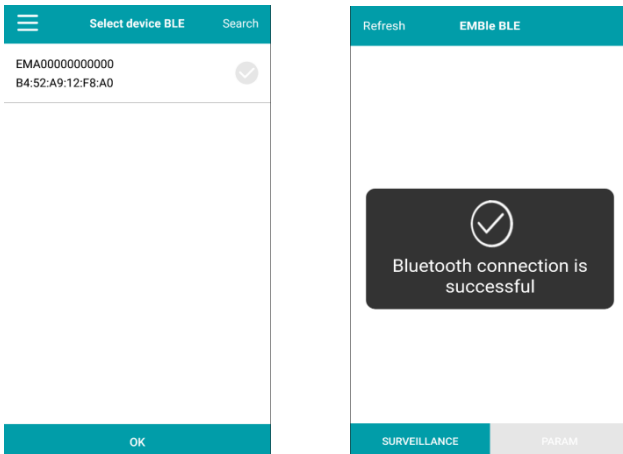 Select device BLE
Search
EMA00000000000
B4:52:A9:12:F8:A0
OK
Refresh
EMBle BLE
Bluetooth connection is
successful
SURVEILLANCE
PARAM